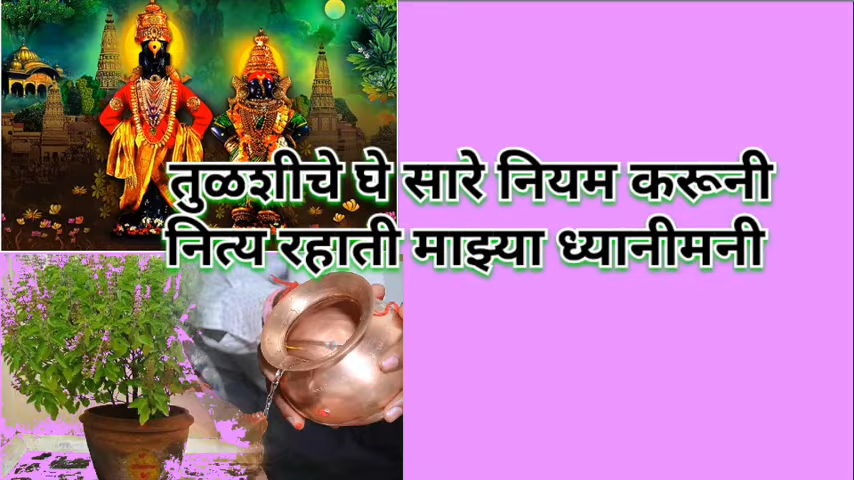 तुळशीचे घे सारे नियम करूनी
नित्य रहाती माझ्या ध्यानीमनी